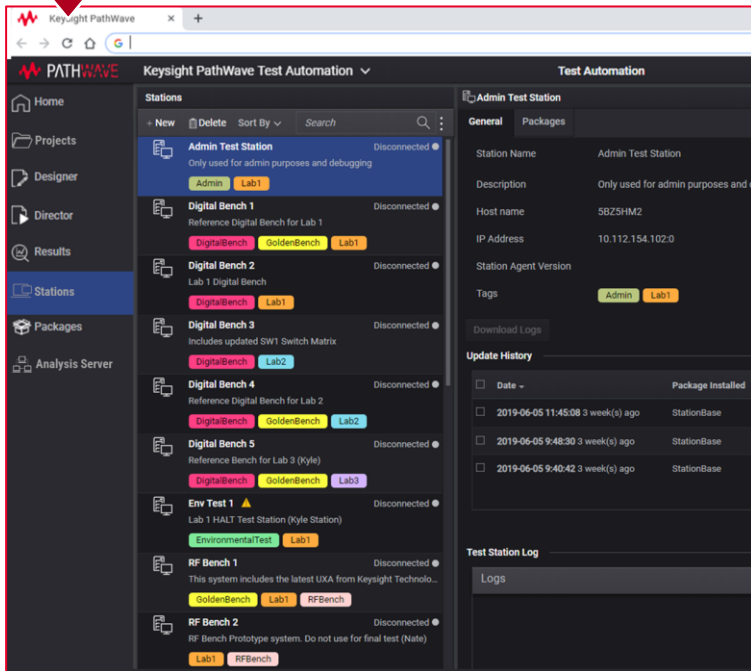 Keysight PathWave
PATHWAVE
Keysight PathWave Test Automation
Test Automation
Home
Projects
Designer
Director
Results
Stations
Packages
Analysis Server
Stations
+ New Delete Sort By Search
Admin Test Station Disconnected
Only used for admin purposes and debugging
Admin Lab1
Digital Bench 1 Disconnected
Reference Digital Bench for Lab 1
DigitalBench GoldenBench Lab1
Digital Bench 2 Disconnected
Lab 1 Digital Bench
DigitalBench Lab1
Digital Bench 3 Disconnected
Includes updated SW1 Switch Matrix
DigitalBench Lab2
Digital Bench 4 Disconnected
Reference Digital Bench for Lab 2
DigitalBench GoldenBench Lab2
Digital Bench 5 Disconnected
Reference Bench for Lab 3 (Kyle)
DigitalBench GoldenBench Lab3
Env Test 1 Disconnected
Lab 1 HALT Test Station (Kyle Station)
EnvironmentalTest Lab1
RF Bench 1 Disconnected
This system includes the latest UXA from Keysight Technolo...
GoldenBench Lab1 RFBench
RF Bench 2 Disconnected
RF Bench Prototype system. Do not use for final test (Nate)
Lab1 RFBench
Admin Test Station
General Packages
Station Name Admin Test Station
Description Only used for admin purposes and
Host name 5BZ5HM2
IP Address 10.112.154.102:0
Station Agent Version
Tags Admin Lab1
Download Logs
Update History
Date Package Installed
2019-06-05 11:45:08 3 week(s) ago StationBase
2019-06-05 9:48:30 3 week(s) ago StationBase
2019-06-05 9:40:42 3 week(s) ago StationBase
Test Station Log
Logs